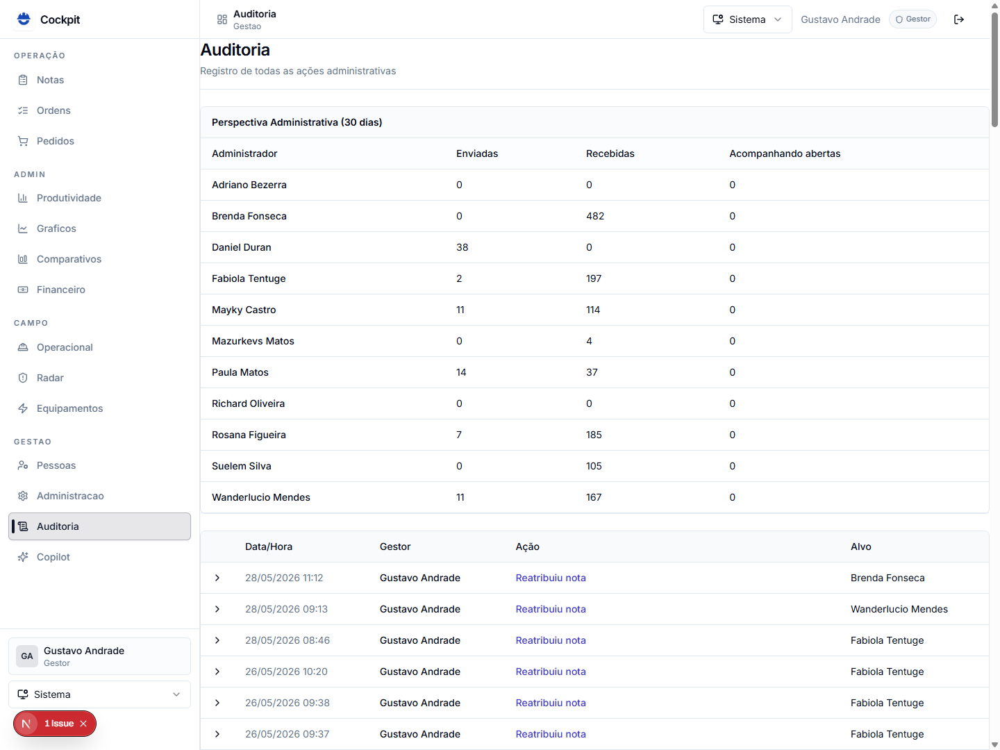 Cockpit
OPERAÇÃO
Notas
Ordens
Pedidos
ADMIN
Produtividade
Graficos
Comparativos
Financeiro
CAMPO
Operacional
Radar
Equipamentos
GESTAO
Pessoas
Administracao
Auditoria
Copilot
GA
Gustavo Andrade
Gestor
Sistema
N 1 Issue
Auditoria
Gestao
Sistema
Gustavo Andrade
Gestor
Auditoria
Registro de todas as ações administrativas
Perspectiva Administrativa (30 dias)
Administrador Enviadas Recebidas Acompanhando abertas
Adriano Bezerra 0 0 0
Brenda Fonseca 0 482 0
Daniel Duran 38 0 0
Fabiola Tentuge 2 197 0
Mayky Castro 11 114 0
Mazurkevs Matos 0 4 0
Paula Matos 14 37 0
Richard Oliveira 0 0 0
Rosana Figueira 7 185 0
Suelem Silva 0 105 0
Wanderlucio Mendes 11 167 0
Data/Hora Gestor Ação Alvo
28/05/2026 11:12 Gustavo Andrade Reatribuiu nota Brenda Fonseca
28/05/2026 09:13 Gustavo Andrade Reatribuiu nota Wanderlucio Mendes
28/05/2026 08:46 Gustavo Andrade Reatribuiu nota Fabiola Tentuge
26/05/2026 10:20 Gustavo Andrade Reatribuiu nota Fabiola Tentuge
26/05/2026 09:38 Gustavo Andrade Reatribuiu nota Fabiola Tentuge
26/05/2026 09:37 Gustavo Andrade Reatribuiu nota Fabiola Tentuge